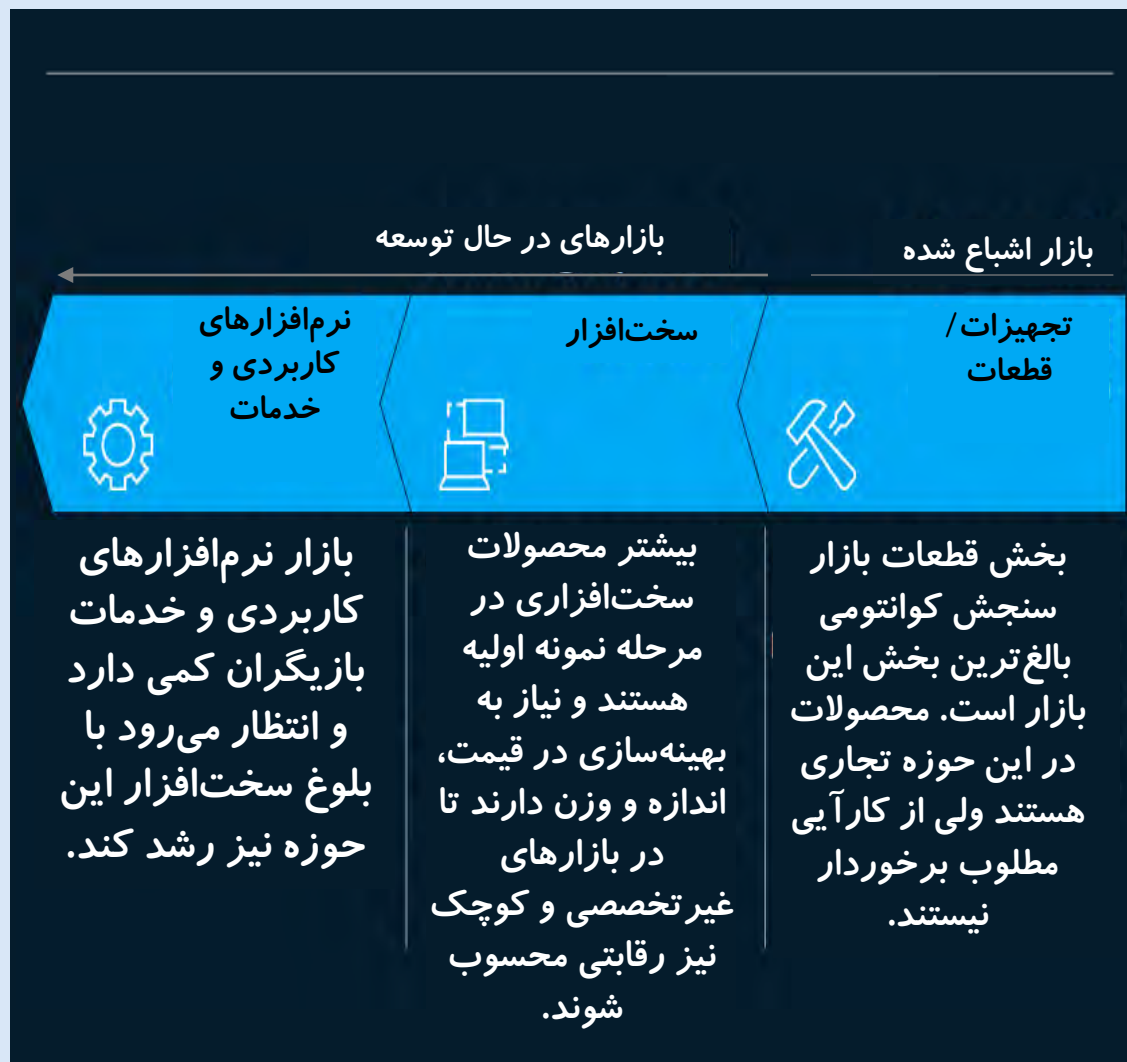 بازار اشباع شده
بازارهای در حال توسعه
تجهیزات/
قطعات
سخت‌افزار
نرم‌افزارهای
کاربردی و
خدمات
بخش قطعات بازار
سنجش کوانتومی
بالغ‌ترین بخش این
بازار است. محصولات
در این حوزه تجاری
هستند ولی از کارآیی
مطلوب برخوردار
نیستند.
بیشتر محصولات
سخت‌افزاری در
مرحله نمونه اولیه
هستند و نیاز به
بهینه‌سازی در قیمت،
اندازه و وزن دارند تا
در بازارهای
غیرتخصصی و کوچک
نیز رقابتی محسوب
شوند.
بازار نرم‌افزارهای
کاربردی و خدمات
بازیگران کمی دارد
و انتظار می‌رود با
بلوغ سخت‌افزار این
حوزه نیز رشد کند.